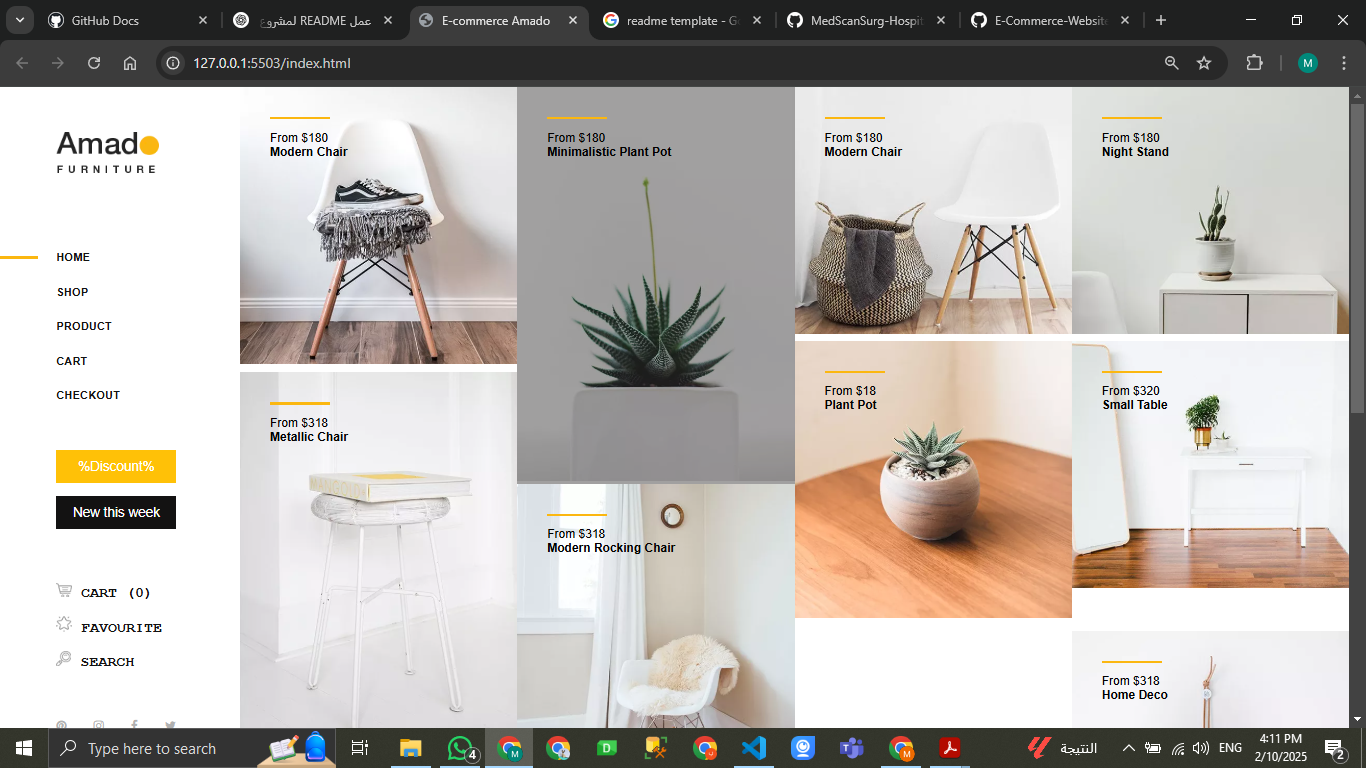 GitHub Docs
عمل README لمشروع
E-commerce Amado
readme template - G
MedScanSurg-Hospit
E-Commerce-Website
127.0.0.1:5503/index.html
M
Amado
FURNITURE
HOME
SHOP
PRODUCT
CART
CHECKOUT
%Discount%
New this week
CART (0)
FAVOURITE
SEARCH
From $180
Modern Chair
From $180
Minimalistic Plant Pot
From $180
Modern Chair
From $180
Night Stand
From $318
Metallic Chair
From $318
Modern Rocking Chair
From $18
Plant Pot
From $320
Small Table
From $318
Home Deco
Type here to search
4
النتيجة
ENG
4:11 PM
2/10/2025
2